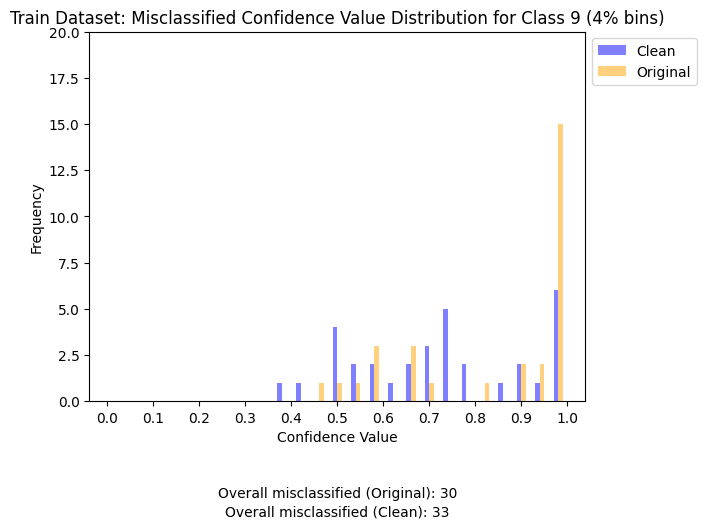 Train Dataset: Misclassified Confidence Value Distribution for Class 9 (4% bins)
Clean
Original
20.0
17.5
15.0
12.5
10.0
7.5
5.0
2.5
0.0
Frequency
0.0 0.1 0.2 0.3 0.4 0.5 0.6 0.7 0.8 0.9 1.0
Confidence Value
Overall misclassified (Original): 30
Overall misclassified (Clean): 33